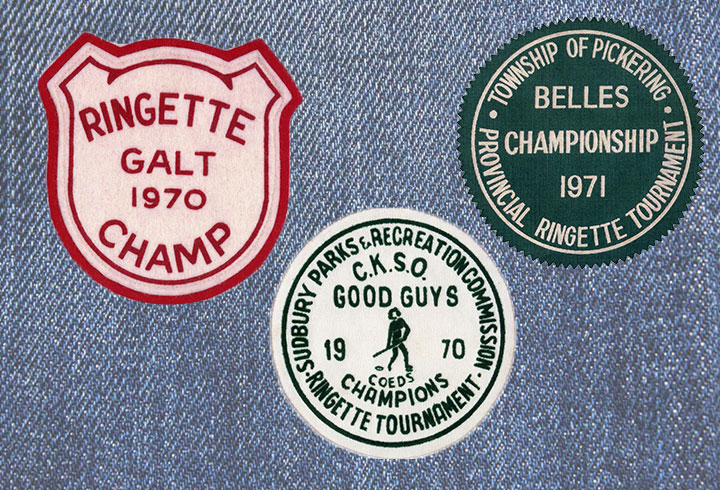 RINGETTE
GALT
1970
CHAMP
• TOWNSHIP OF PICKERING •
BELLES
CHAMPIONSHIP
1971
PROVINCIAL RINGETTE TOURNAMENT
SUDBURY PARKS & RECREATION COMMISSION
C.K.S.O.
GOOD GUYS
19 70
COEDS
CHAMPIONS
• RINGETTE TOURNAMENT •